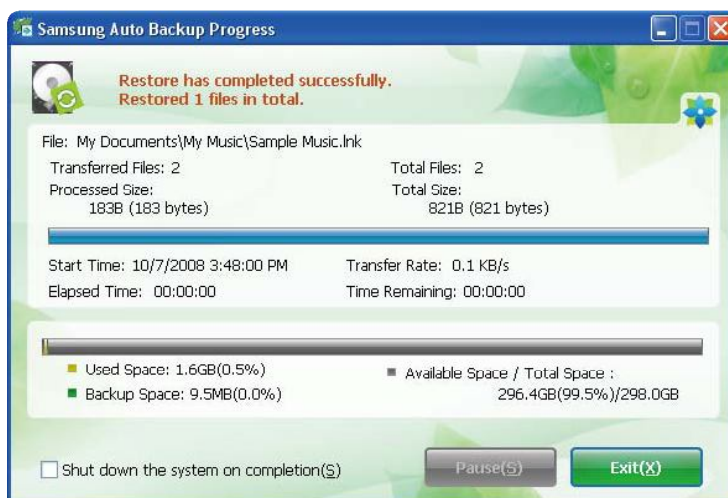 Samsung Auto Backup Progress
Restore has completed successfully.
Restored 1 files in total.
File: My Documents\My Music\Sample Music.lnk
Transferred Files: 2
Total Files: 2
Processed Size:
183B (183 bytes)
Total Size:
821B (821 bytes)
Start Time: 10/7/2008 3:48:00 PM
Transfer Rate: 0.1 KB/s
Elapsed Time: 00:00:00
Time Remaining: 00:00:00
Used Space: 1.6GB(0.5%)
Backup Space: 9.5MB(0.0%)
Available Space / Total Space :
296.4GB(99.5%)/298.0GB
Shut down the system on completion(S)
Pause(S)
Exit(X)